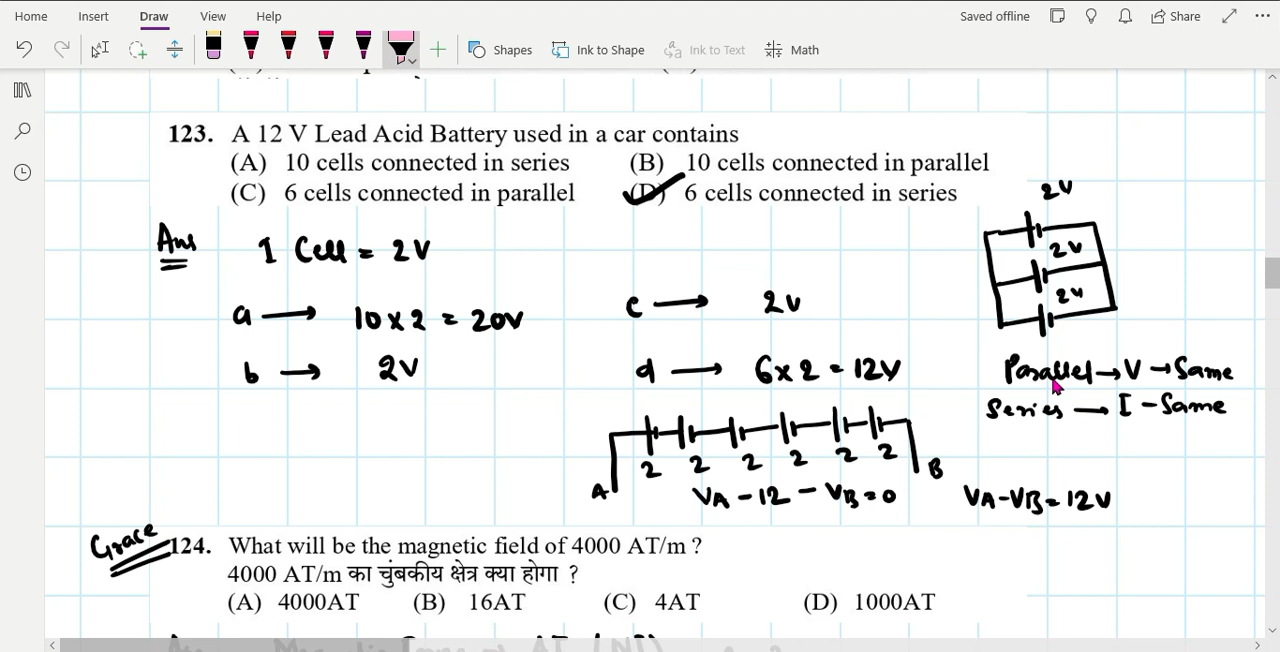 Home Insert Draw View Help Saved offline Share
Shapes Ink to Shape Ink to Text Math
123. A 12 V Lead Acid Battery used in a car contains
(A) 10 cells connected in series (B) 10 cells connected in parallel
(C) 6 cells connected in parallel (D) 6 cells connected in series
2V
2V
2V
Ans 1 Cell = 2V
a → 10 × 2 = 20V c → 2V
b → 2V d → 6 × 2 = 12V
Parallel → V → Same
Series → I - Same
2 2 2 2 2 2
A B
VA - 12 - VB = 0 VA - VB = 12V
Grace
124. What will be the magnetic field of 4000 AT/m ?
4000 AT/m का चुंबकीय क्षेत्र क्या होगा ?
(A) 4000AT (B) 16AT (C) 4AT (D) 1000AT